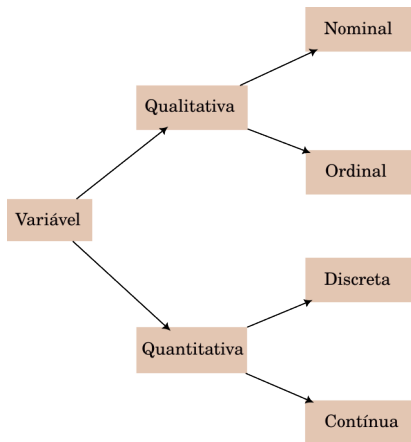 Nominal
Qualitativa
Ordinal
Variável
Discreta
Quantitativa
Contínua